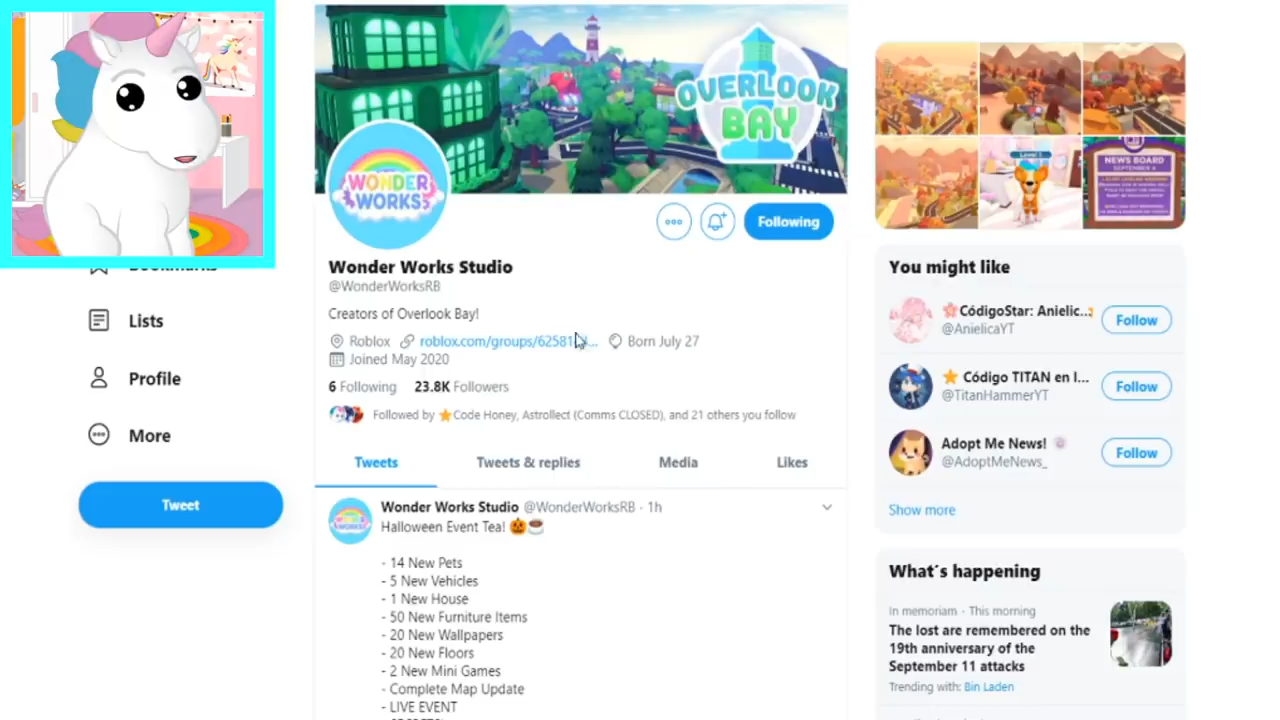 OVERLOOK
BAY
WONDER
WORKS
Following
Wonder Works Studio
@WonderWorksRB
Creators of Overlook Bay!
Roblox roblox.com/groups/62581 ... Born July 27
Joined May 2020
6 Following 23.8K Followers
Followed by ⭐Code Honey, Astrollect (Comms CLOSED), and 21 others you follow
Tweets Tweets & replies Media Likes
Wonder Works Studio @WonderWorksRB · 1h
Halloween Event Tea! 🎃☕
- 14 New Pets
- 5 New Vehicles
- 1 New House
- 50 New Furniture Items
- 20 New Wallpapers
- 20 New Floors
- 2 New Mini Games
- Complete Map Update
- LIVE EVENT
Bookmarks
Lists
Profile
More
Tweet
Level 1
NEWS BOARD
SEPTEMBER 4
You might like
🌸CódigoStar: Anielic...
@AnielicaYT
Follow
⭐ Código TITAN en l...
@TitanHammerYT
Follow
Adopt Me News!
@AdoptMeNews_
Follow
Show more
What´s happening
In memoriam · This morning
The lost are remembered on the
19th anniversary of the
September 11 attacks
Trending with: Bin Laden